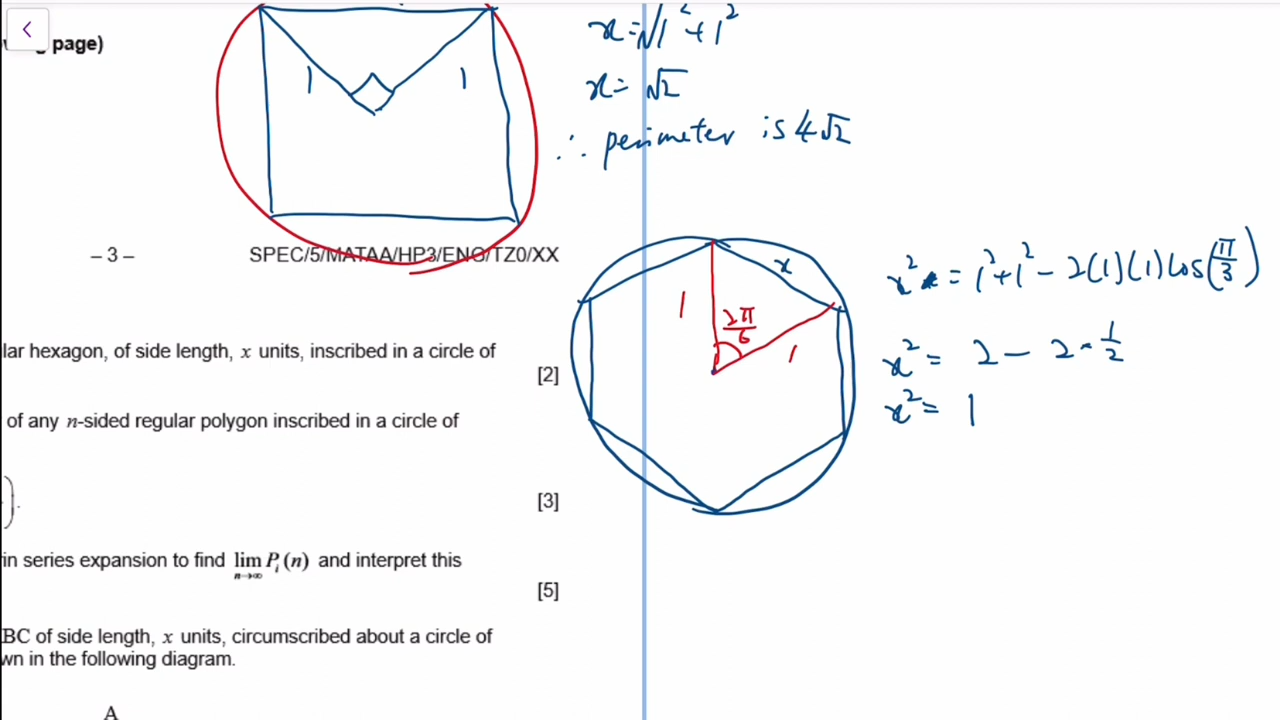 page)
1
1
x = √1² + 1²
x = √2
∴ perimeter is 4√2
– 3 –
SPEC/5/MATAA/HP3/ENG/TZ0/XX
lar hexagon, of side length, x units, inscribed in a circle of
[2]
of any n-sided regular polygon inscribed in a circle of
).
[3]
in series expansion to find lim Pᵢ(n) and interpret this
n→∞
[5]
BC of side length, x units, circumscribed about a circle of
wn in the following diagram.
A
x
1
2π/6
1
x² = 1² + 1² - 2(1)(1)cos(π/3)
x² = 2 - 2 · 1/2
x² = 1